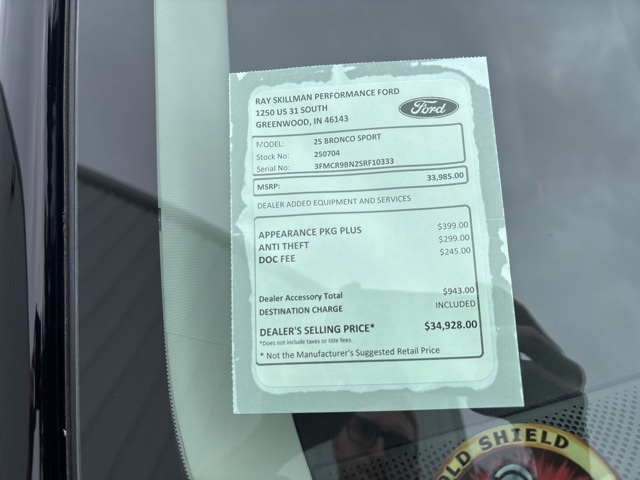 RAY SKILLMAN PERFORMANCE FORD
1250 US 31 SOUTH
GREENWOOD, IN 46143
Ford
MODEL: 25 BRONCO SPORT
Stock No: 250704
Serial No: 3FMCR9BN2SRF10333
MSRP: 33,985.00
DEALER ADDED EQUIPMENT AND SERVICES
APPEARANCE PKG PLUS $399.00
ANTI THEFT $299.00
DOC FEE $245.00
Dealer Accessory Total $943.00
DESTINATION CHARGE INCLUDED
DEALER'S SELLING PRICE* $34,928.00
*Does not include taxes or title fees.
* Not the Manufacturer's Suggested Retail Price
OLD SHIELD